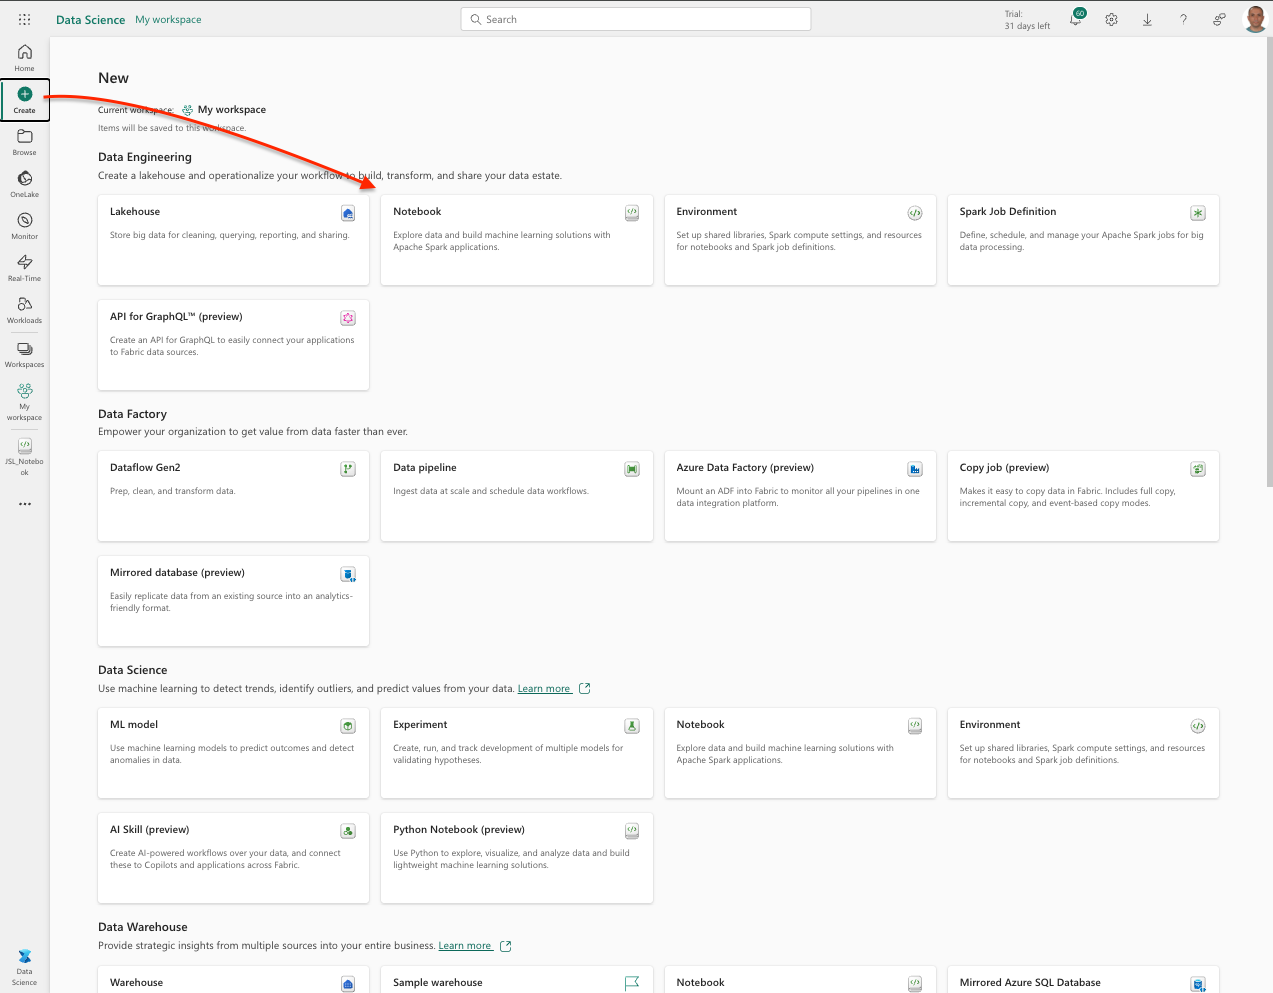 Data Science My workspace
Search
Trial:
31 days left
60
Home
Create
Browse
OneLake
Monitor
Real-Time
Workloads
Workspaces
My
workspace
JSL_Notebo
ok
Data
Science
New
Current workspace: My workspace
Items will be saved to this workspace.
Data Engineering
Create a lakehouse and operationalize your workflow to build, transform, and share your data estate.
Lakehouse
Store big data for cleaning, querying, reporting, and sharing.
Notebook
Explore data and build machine learning solutions with
Apache Spark applications.
Environment
Set up shared libraries, Spark compute settings, and resources
for notebooks and Spark job definitions.
Spark Job Definition
Define, schedule, and manage your Apache Spark jobs for big
data processing.
API for GraphQL™ (preview)
Create an API for GraphQL to easily connect your applications
to Fabric data sources.
Data Factory
Empower your organization to get value from data faster than ever.
Dataflow Gen2
Prep, clean, and transform data.
Data pipeline
Ingest data at scale and schedule data workflows.
Azure Data Factory (preview)
Mount an ADF into Fabric to monitor all your pipelines in one
data integration platform.
Copy job (preview)
Makes it easy to copy data in Fabric. Includes full copy,
incremental copy, and event-based copy modes.
Mirrored database (preview)
Easily replicate data from an existing source into an analytics-
friendly format.
Data Science
Use machine learning to detect trends, identify outliers, and predict values from your data. Learn more
ML model
Use machine learning models to predict outcomes and detect
anomalies in data.
Experiment
Create, run, and track development of multiple models for
validating hypotheses.
Notebook
Explore data and build machine learning solutions with
Apache Spark applications.
Environment
Set up shared libraries, Spark compute settings, and resources
for notebooks and Spark job definitions.
AI Skill (preview)
Create AI-powered workflows over your data, and connect
these to Copilots and applications across Fabric.
Python Notebook (preview)
Use Python to explore, visualize, and analyze data and build
lightweight machine learning solutions.
Data Warehouse
Provide strategic insights from multiple sources into your entire business. Learn more
Warehouse
Sample warehouse
Notebook
Mirrored Azure SQL Database